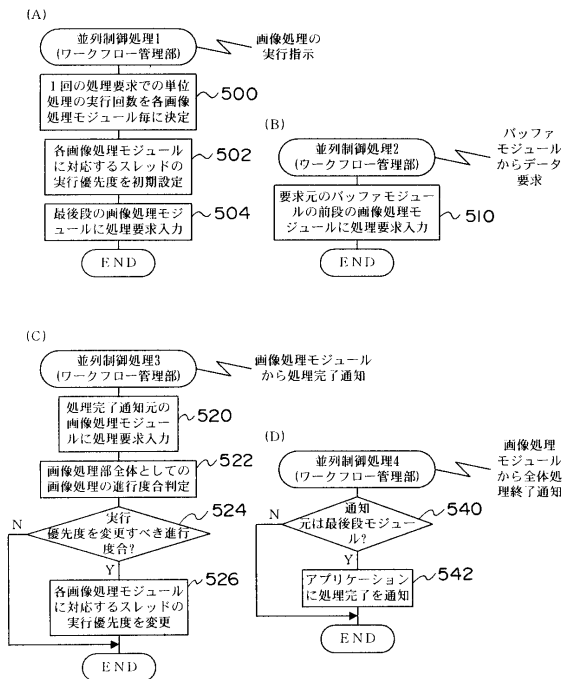 (A)
並列制御処理1
(ワークフロー管理部)
画像処理の
実行指示
1回の処理要求での単位
処理の実行回数を各画像
処理モジュール毎に決定
500
各画像処理モジュール
に対応するスレッドの
実行優先度を初期設定
502
最後段の画像処理モジ
ュールに処理要求入力
504
END
(B)
並列制御処理2
(ワークフロー管理部)
バッファ
モジュール
からデータ
要求
要求元のバッファモジュー
ルの前段の画像処理モ
ジュールに処理要求入力
510
END
(C)
並列制御処理3
(ワークフロー管理部)
画像処理モジュール
から処理完了通知
処理完了通知元の
画像処理モジュー
ルに処理要求入力
520
画像処理部全体としての
画像処理の進行度合判定
522
実行
優先度を変更すべき進行
度合?
524
N
Y
各画像処理モジュール
に対応するスレッドの
実行優先度を変更
526
END
(D)
並列制御処理4
(ワークフロー管理部)
画像処理
モジュール
から全体処
理終了通知
通知
元は最後段モジュー
ル?
540
N
Y
アプリケーション
に処理完了を通知
542
END